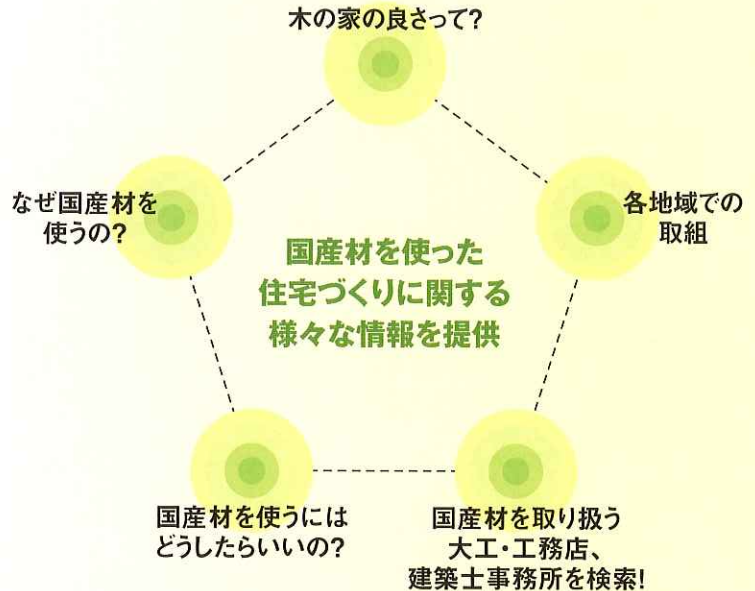 木の家の良さって?
なぜ国産材を
使うの?
各地域での
取組
国産材を使った
住宅づくりに関する
様々な情報を提供
国産材を使うには
どうしたらいいの?
国産材を取り扱う
大工・工務店、
建築士事務所を検索!